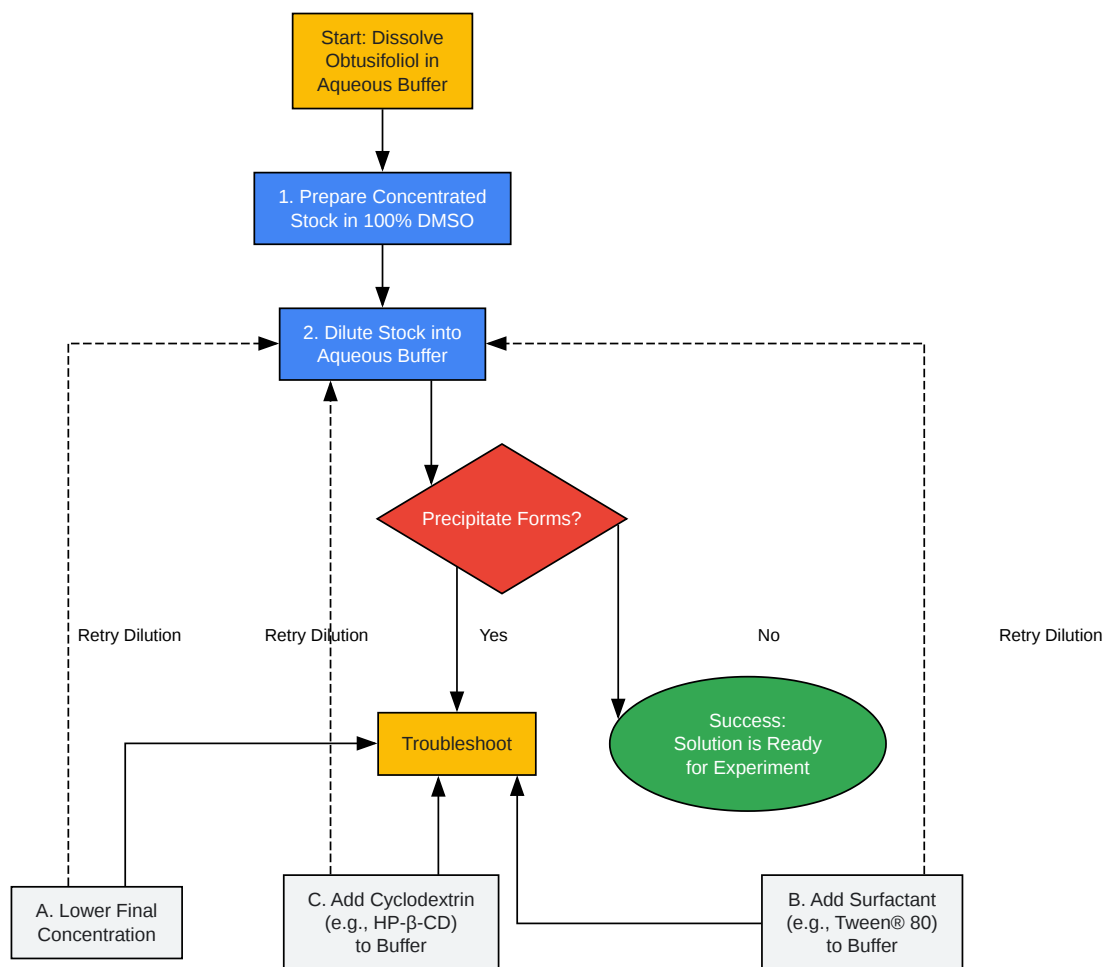 Start: Dissolve
Obtusifoliol in
Aqueous Buffer
1. Prepare Concentrated
Stock in 100% DMSO
2. Dilute Stock into
Aqueous Buffer
Precipitate Forms?
Retry Dilution
Retry Dilution
Yes
No
Retry Dilution
Troubleshoot
Success:
Solution is Ready
for Experiment
A. Lower Final
Concentration
C. Add Cyclodextrin
(e.g., HP-β-CD)
to Buffer
B. Add Surfactant
(e.g., Tween® 80)
to Buffer